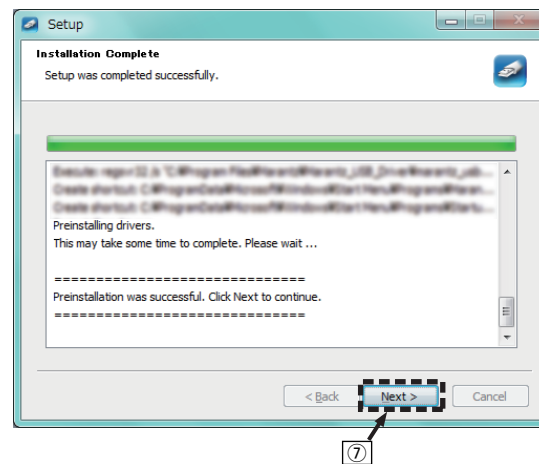 Setup
Installation Complete
Setup was completed successfully.
Preinstalling drivers.
This may take some time to complete. Please wait ...
==============================
Preinstallation was successful. Click Next to continue.
==============================
< Back Next > Cancel
⑦